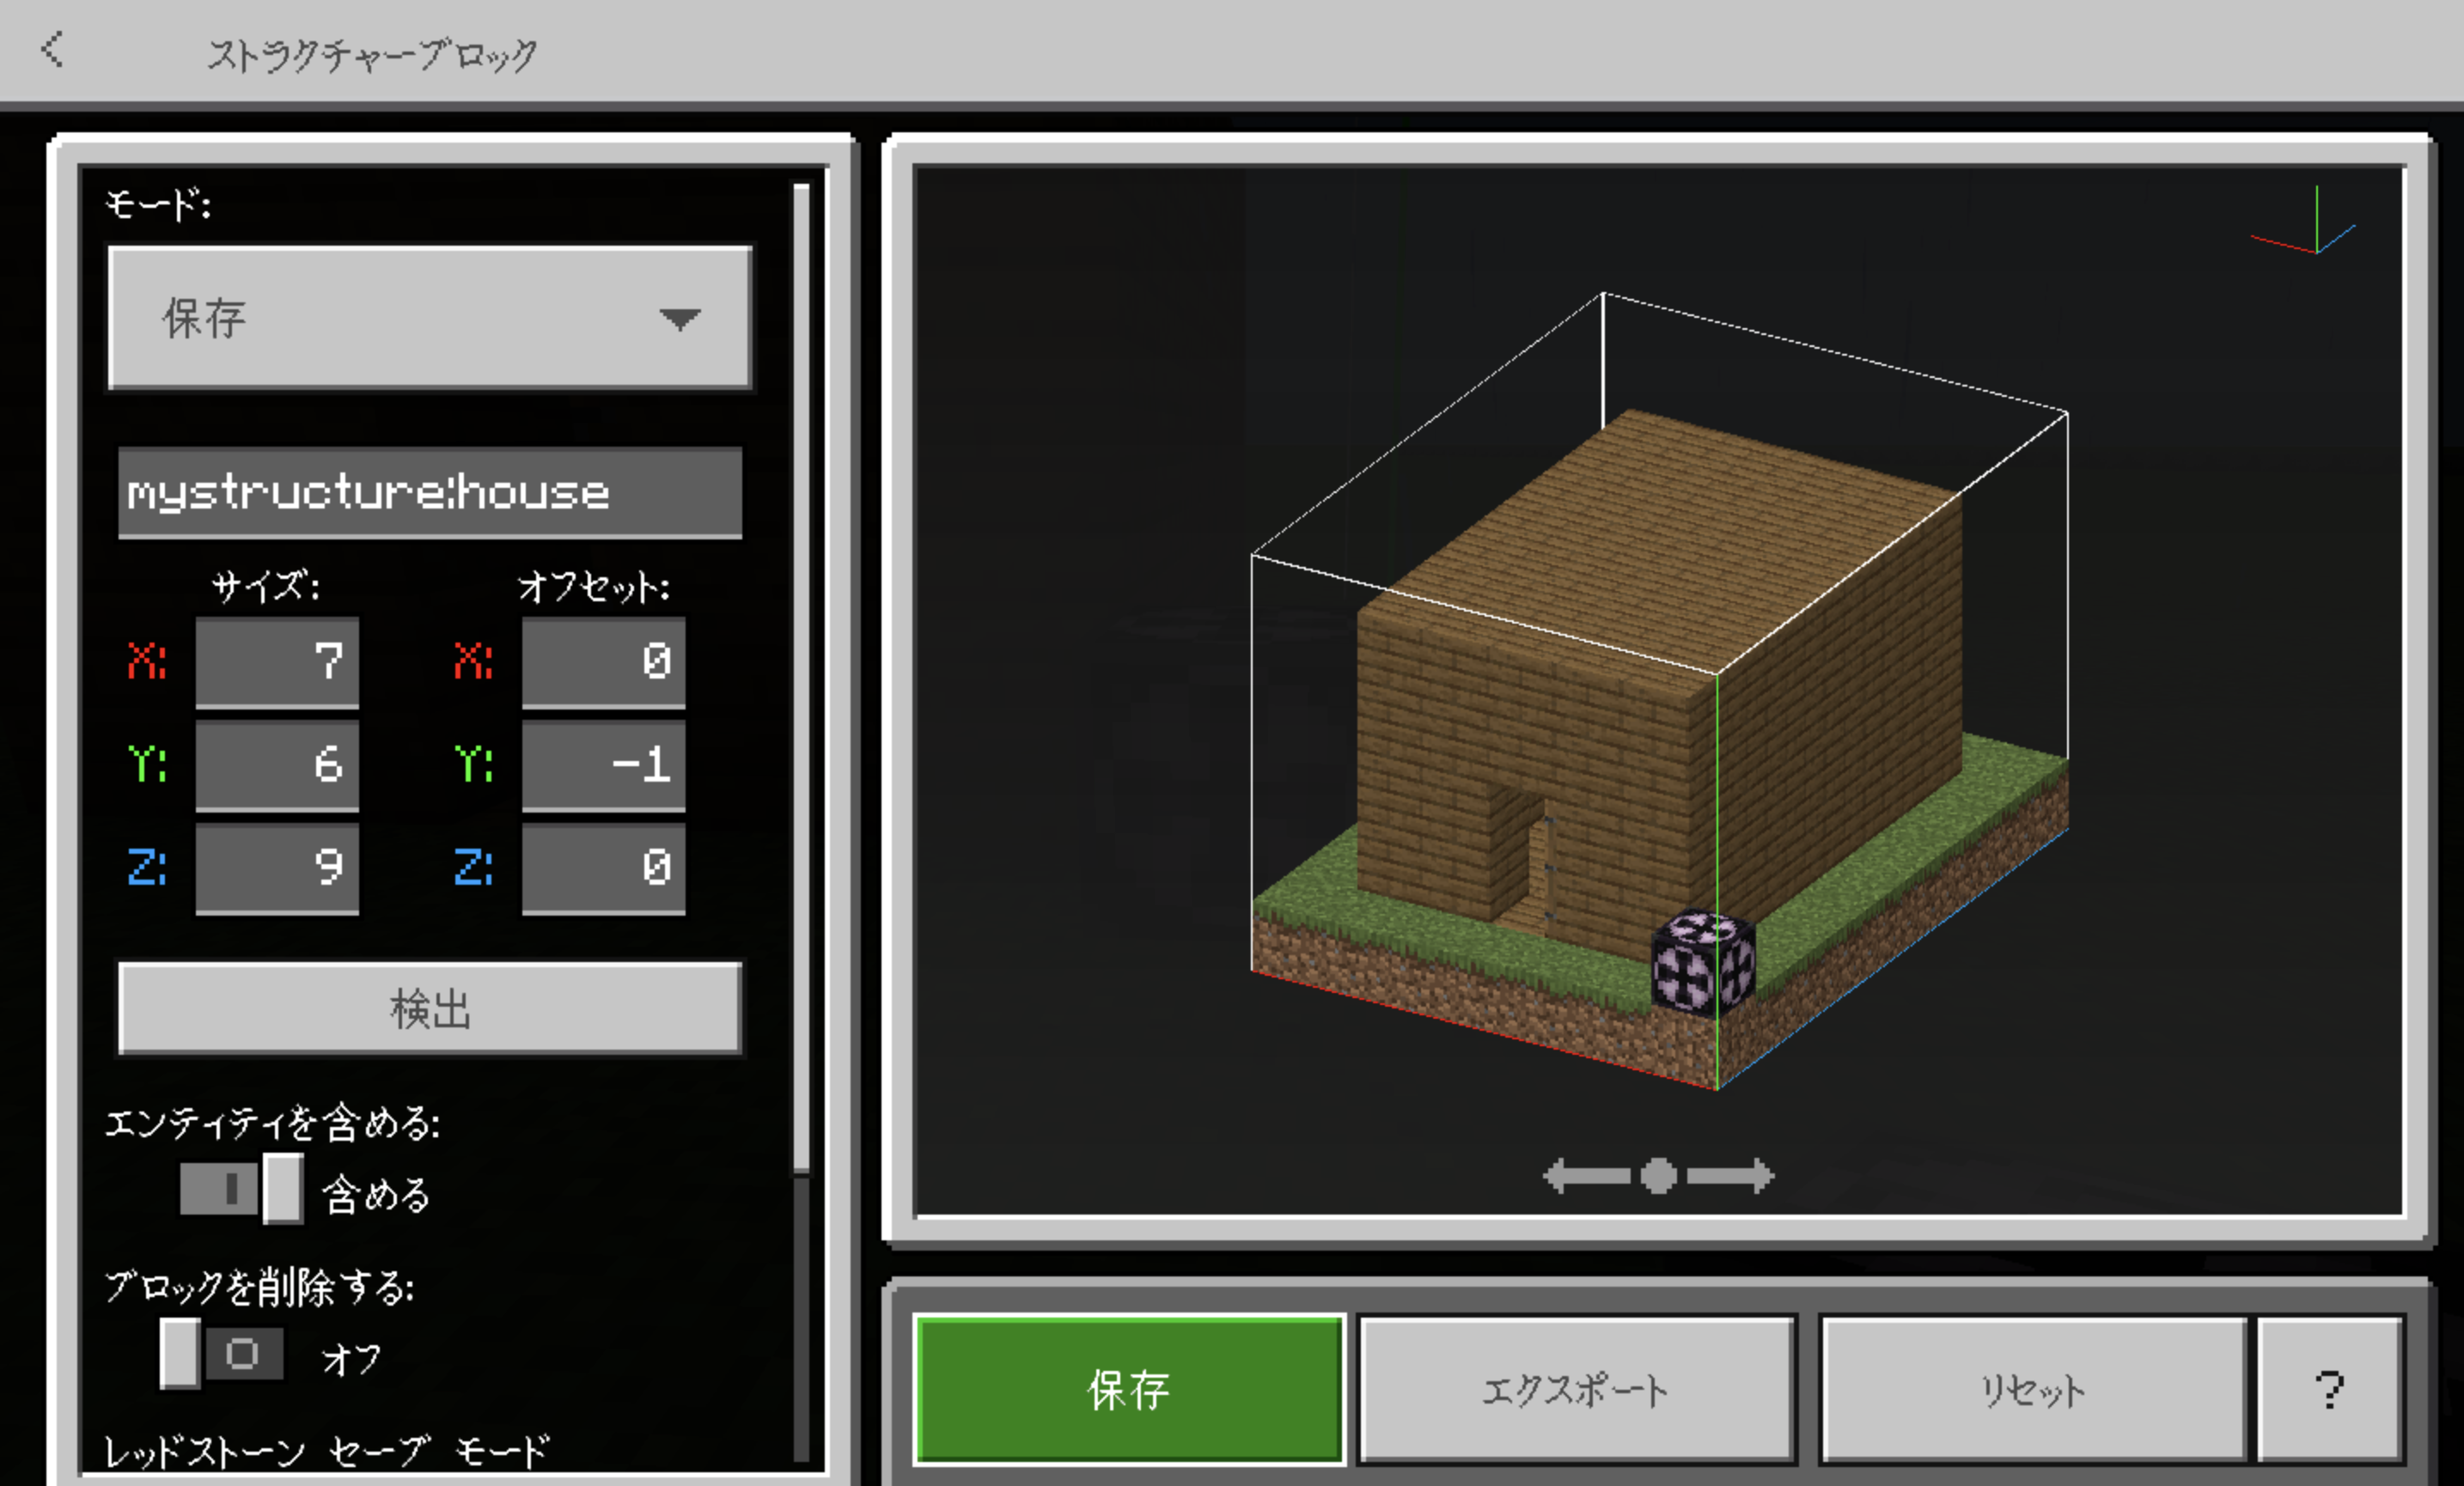 ストラクチャーブロック
モード:
保存
mystructure:house
サイズ: オフセット:
X: 7 X: 0
Y: 6 Y: -1
Z: 9 Z: 0
検出
エンティティを含める:
含める
ブロックを削除する:
オフ
レッドストーン セーブ モード
保存 エクスポート リセット ?